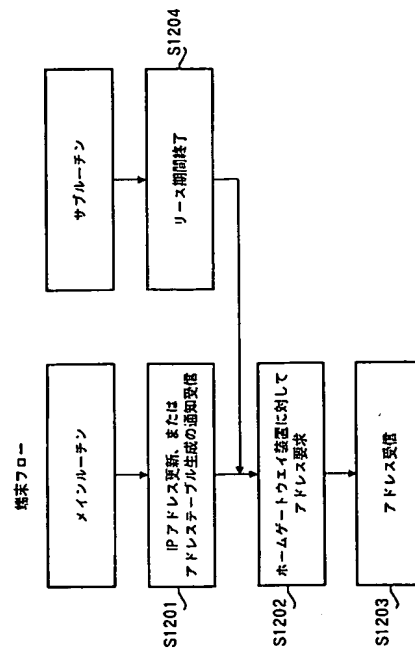 端末フロー
メインルーチン
S1201
IPアドレス更新、または
アドレステーブル生成の通知受信
S1202
ホームゲートウェイ装置に対して
アドレス要求
S1203
アドレス受信
サブルーチン
S1204
リース期間終了